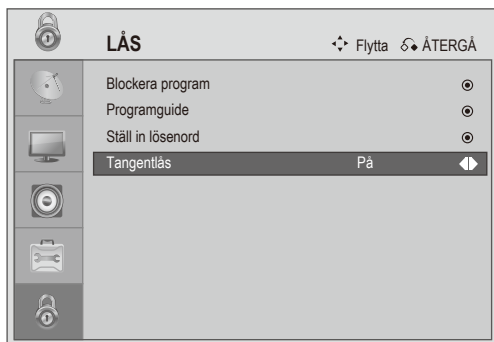 LÅS
Flytta ÅTERGÅ
Blockera program
Programguide
Ställ in lösenord
Tangentlås På